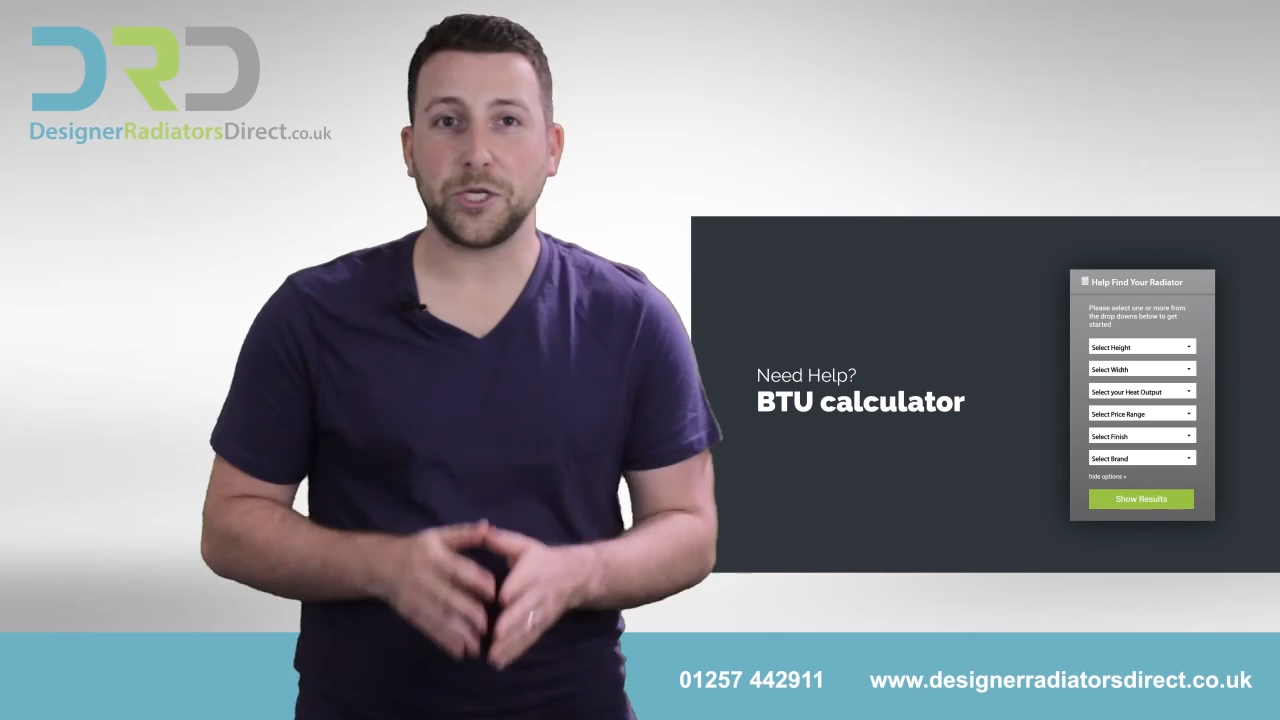 DRD
DesignerRadiatorsDirect.co.uk
Help Find Your Radiator
Please select one or more from
the drop downs below to get
started
Select Height
Select Width
Select your Heat Output
Select Price Range
Select Finish
Select Brand
hide options »
Show Results
Need Help?
BTU calculator
01257 442911
www.designerradiatorsdirect.co.uk